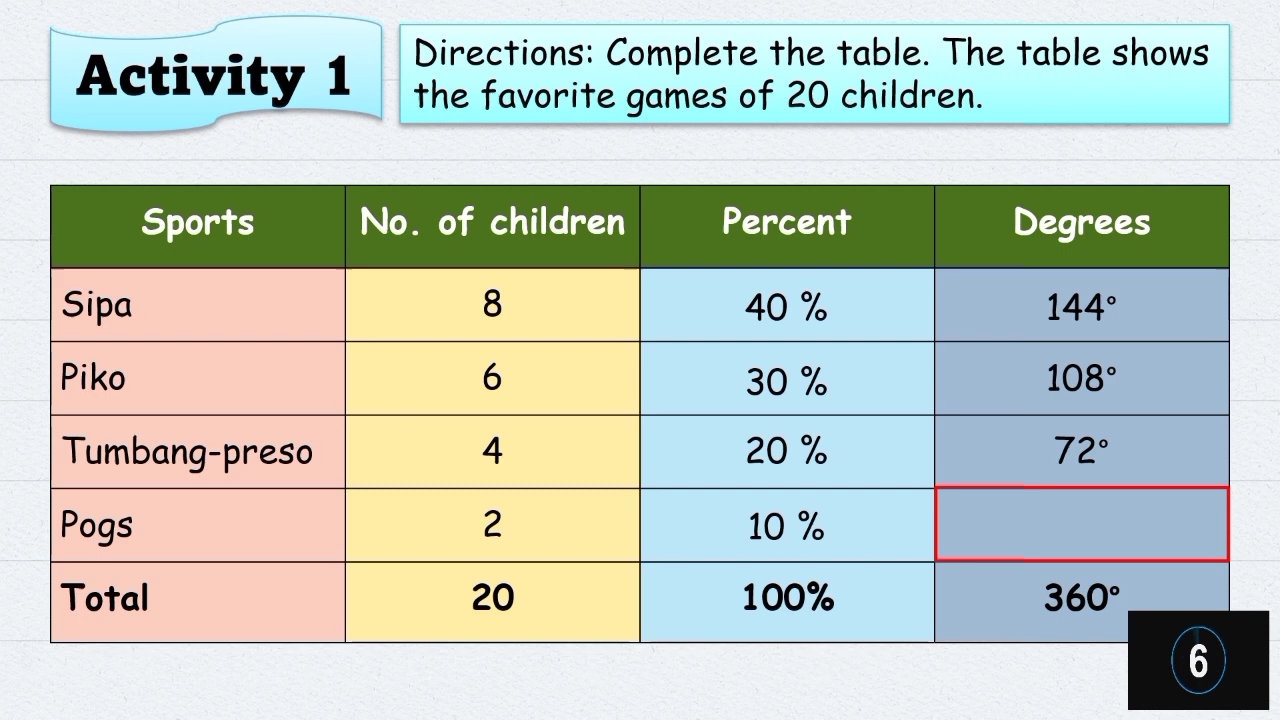 Activity 1
Directions: Complete the table. The table shows
the favorite games of 20 children.
Sports No. of children Percent Degrees
Sipa 8 40 % 144°
Piko 6 30 % 108°
Tumbang-preso 4 20 % 72°
Pogs 2 10 %
Total 20 100% 360°
6